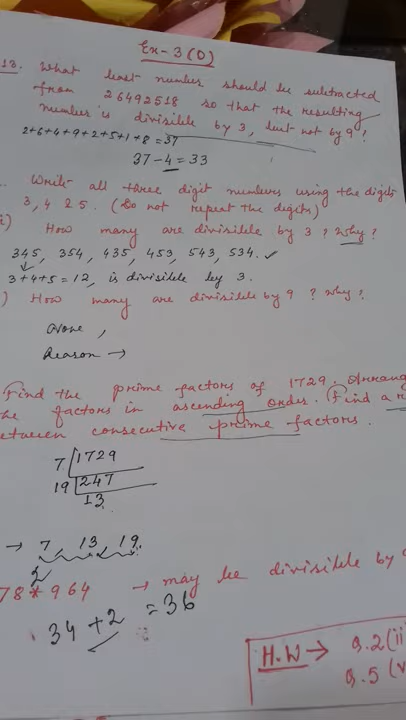 Ex-3(D)
13. What least number should be subtracted
from 26492518 so that the resulting
number is divisible by 3, but not by 9?
2+6+4+9+2+5+1+8=37
37-4=33
Write all three digit numbers using the digits
3, 4 & 5. (Do not repeat the digits)
i) How many are divisible by 3? Why?
345, 354, 435, 453, 543, 534. ✓
3+4+5=12, is divisible by 3.
) How many are divisible by 9? why?
None,
Reason →
Find the prime factors of 1729. Arrang
the factors in ascending order. Find a r
between consecutive prime factors.
7 1729
19 247
13
→ 7, 13, 19.
2
78*964 → may be divisible by
34+2 =36
H.W → Q.2(ii
Q.5(v